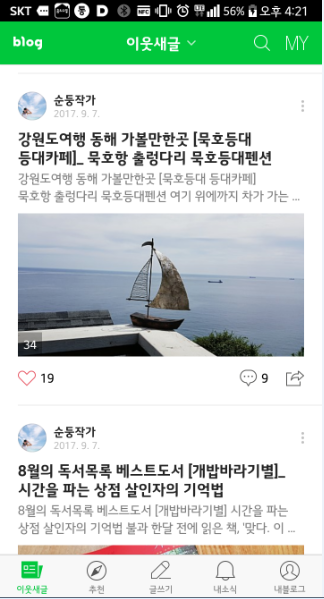 SKT 56% 오후 4:21
blog 이웃새글 MY
순둥작가
2017. 9. 7.
강원도여행 동해 가볼만한곳 [묵호등대
등대카페]_ 묵호항 출렁다리 묵호등대펜션
강원도여행 동해 가볼만한곳 [묵호등대 등대카페]
묵호항 출렁다리 묵호등대펜션 여기 위에까지 차가 가는 ...
34
19 9
순둥작가
2017. 9. 7.
8월의 독서목록 베스트도서 [개밥바라기별]_
시간을 파는 상점 살인자의 기억법
8월의 독서목록 베스트도서 [개밥바라기별] 시간을 파는
상점 살인자의 기억법 불과 한달 전에 읽은 책, '맞다. 이 ...
이웃새글 추천 글쓰기 내소식 내블로그